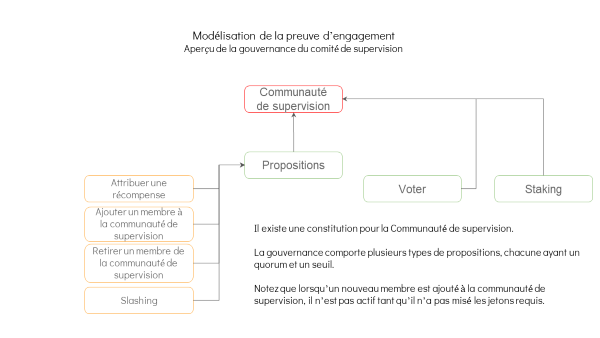 Modélisation de la preuve d'engagement
Aperçu de la gouvernance du comité de supervision
Communauté
de supervision
Propositions
Voter
Staking
Attribuer une
récompense
Ajouter un membre à
la communauté de
supervision
Retirer un membre de
la communauté de
supervision
Slashing
Il existe une constitution pour la Communauté de supervision.
La gouvernance comporte plusieurs types de propositions, chacune ayant un
quorum et un seuil.
Notez que lorsqu'un nouveau membre est ajouté à la communauté de
supervision, il n'est pas actif tant qu'il n'a pas misé les jetons requis.